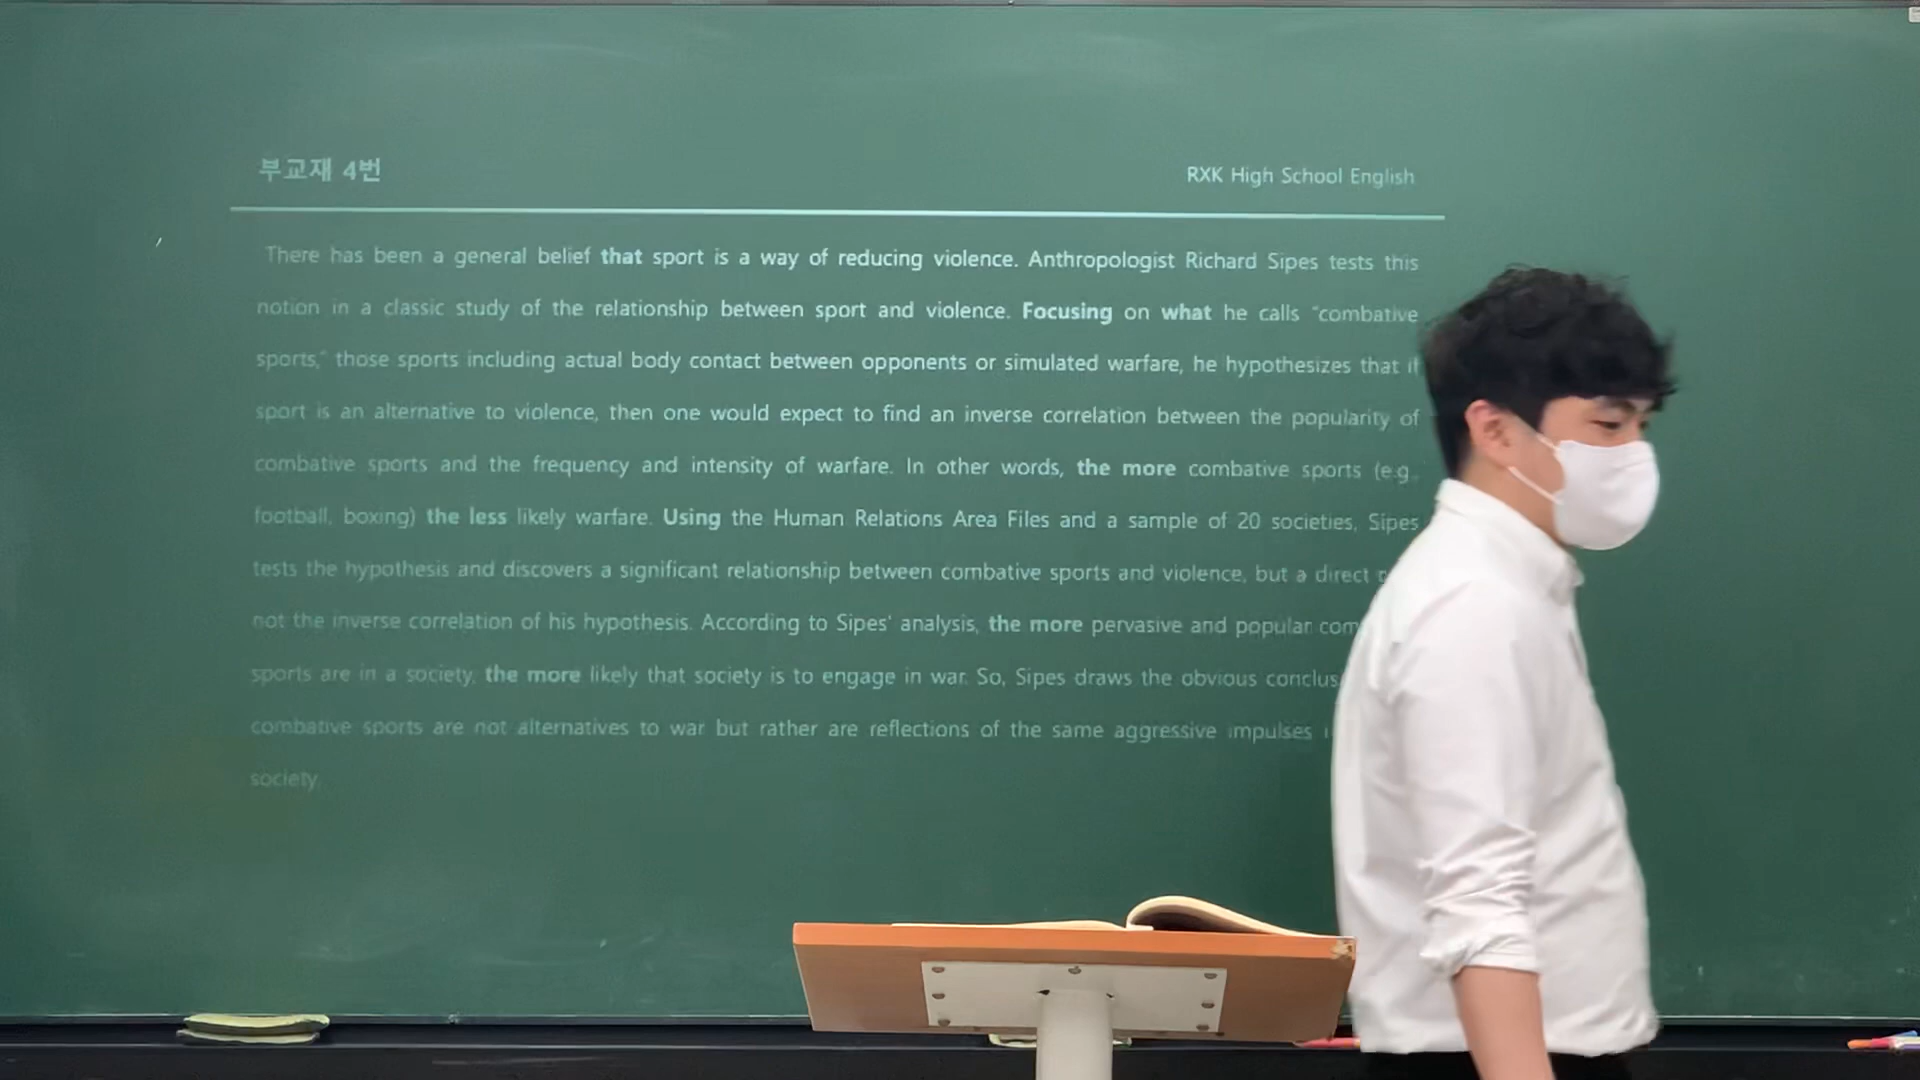 부교재 4번
RXK High School English
There has been a general belief that sport is a way of reducing violence. Anthropologist Richard Sipes tests this
notion in a classic study of the relationship between sport and violence. Focusing on what he calls “combative
sports,” those sports including actual body contact between opponents or simulated warfare, he hypothesizes that if
sport is an alternative to violence, then one would expect to find an inverse correlation between the popularity of
combative sports and the frequency and intensity of warfare. In other words, the more combative sports (e.g.
football, boxing) the less likely warfare. Using the Human Relations Area Files and a sample of 20 societies, Sipes
tests the hypothesis and discovers a significant relationship between combative sports and violence, but a direct
not the inverse correlation of his hypothesis. According to Sipes' analysis, the more pervasive and popular
sports are in a society, the more likely that society is to engage in war. So, Sipes draws the obvious
combative sports are not alternatives to war but rather are reflections of the same aggressive impulses
society.